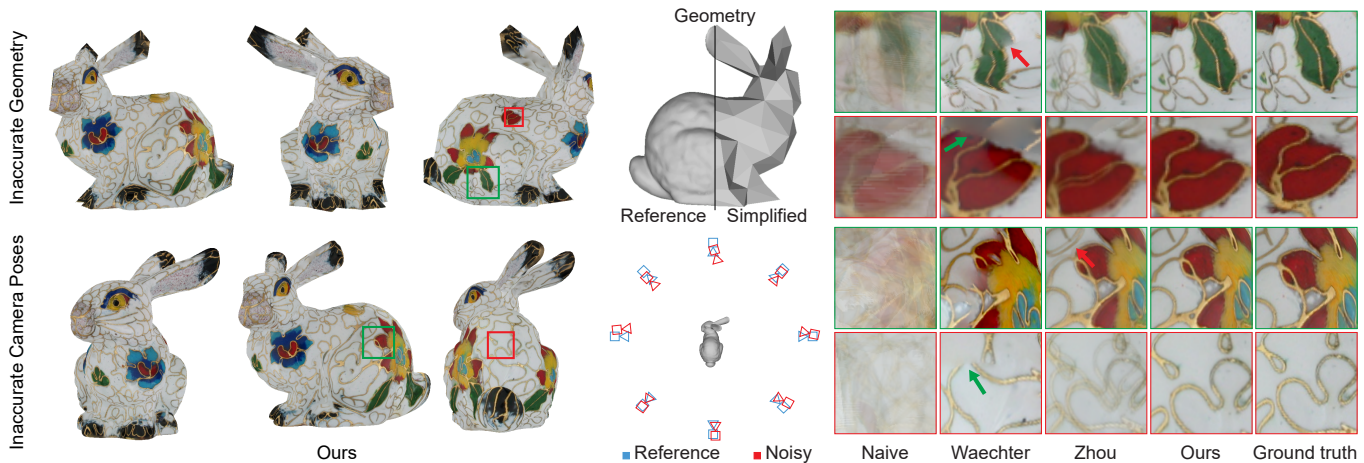 Inaccurate Geometry
Geometry
Reference
Simplified
Inaccurate Camera Poses
Ours
Reference
Noisy
Naive
Waechter
Zhou
Ours
Ground truth